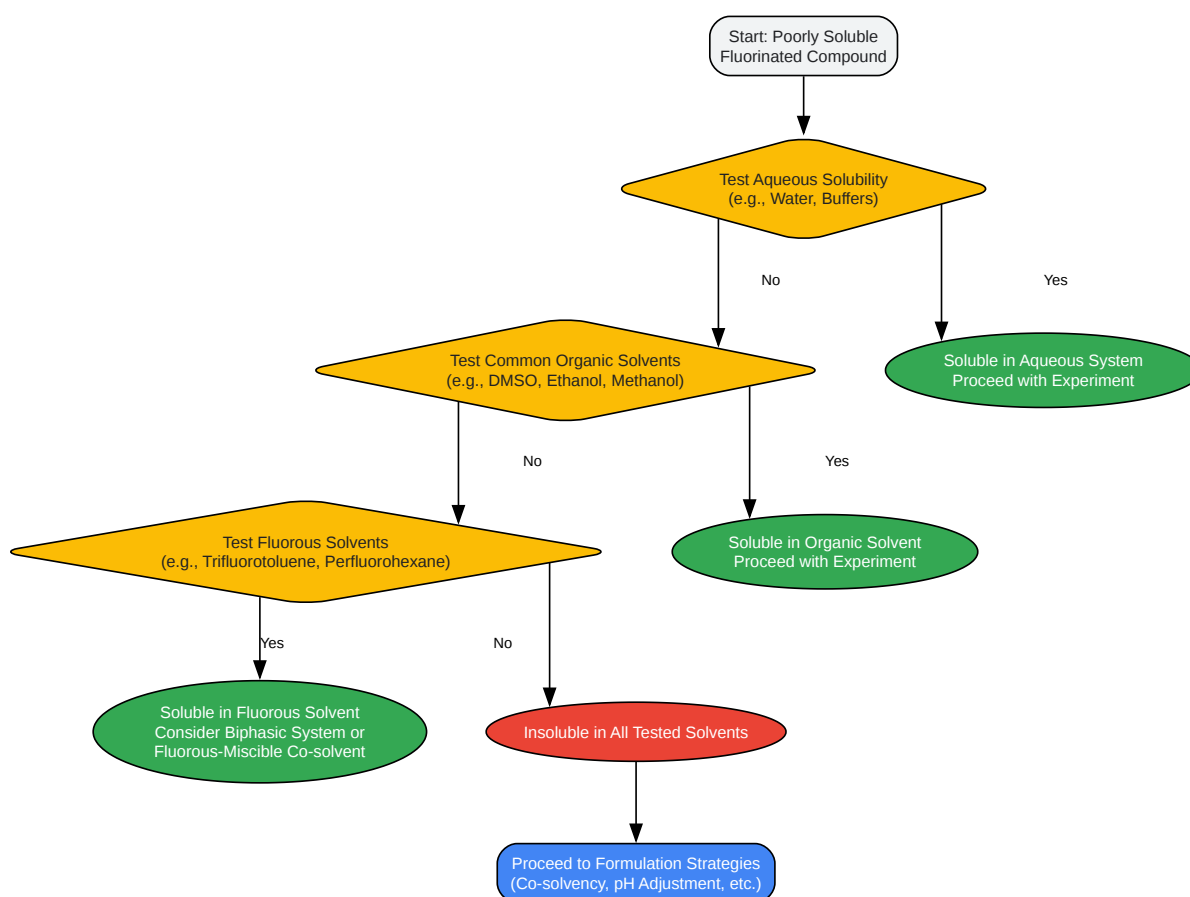 Start: Poorly Soluble
Fluorinated Compound
Test Aqueous Solubility
(e.g., Water, Buffers)
No
Yes
Test Common Organic Solvents
(e.g., DMSO, Ethanol, Methanol)
Soluble in Aqueous System
Proceed with Experiment
No
Yes
Test Fluorous Solvents
(e.g., Trifluorotoluene, Perfluorohexane)
Soluble in Organic Solvent
Proceed with Experiment
Yes
No
Soluble in Fluorous Solvent
Consider Biphasic System or
Fluorous-Miscible Co-solvent
Insoluble in All Tested Solvents
Proceed to Formulation Strategies
(Co-solvency, pH Adjustment, etc.)